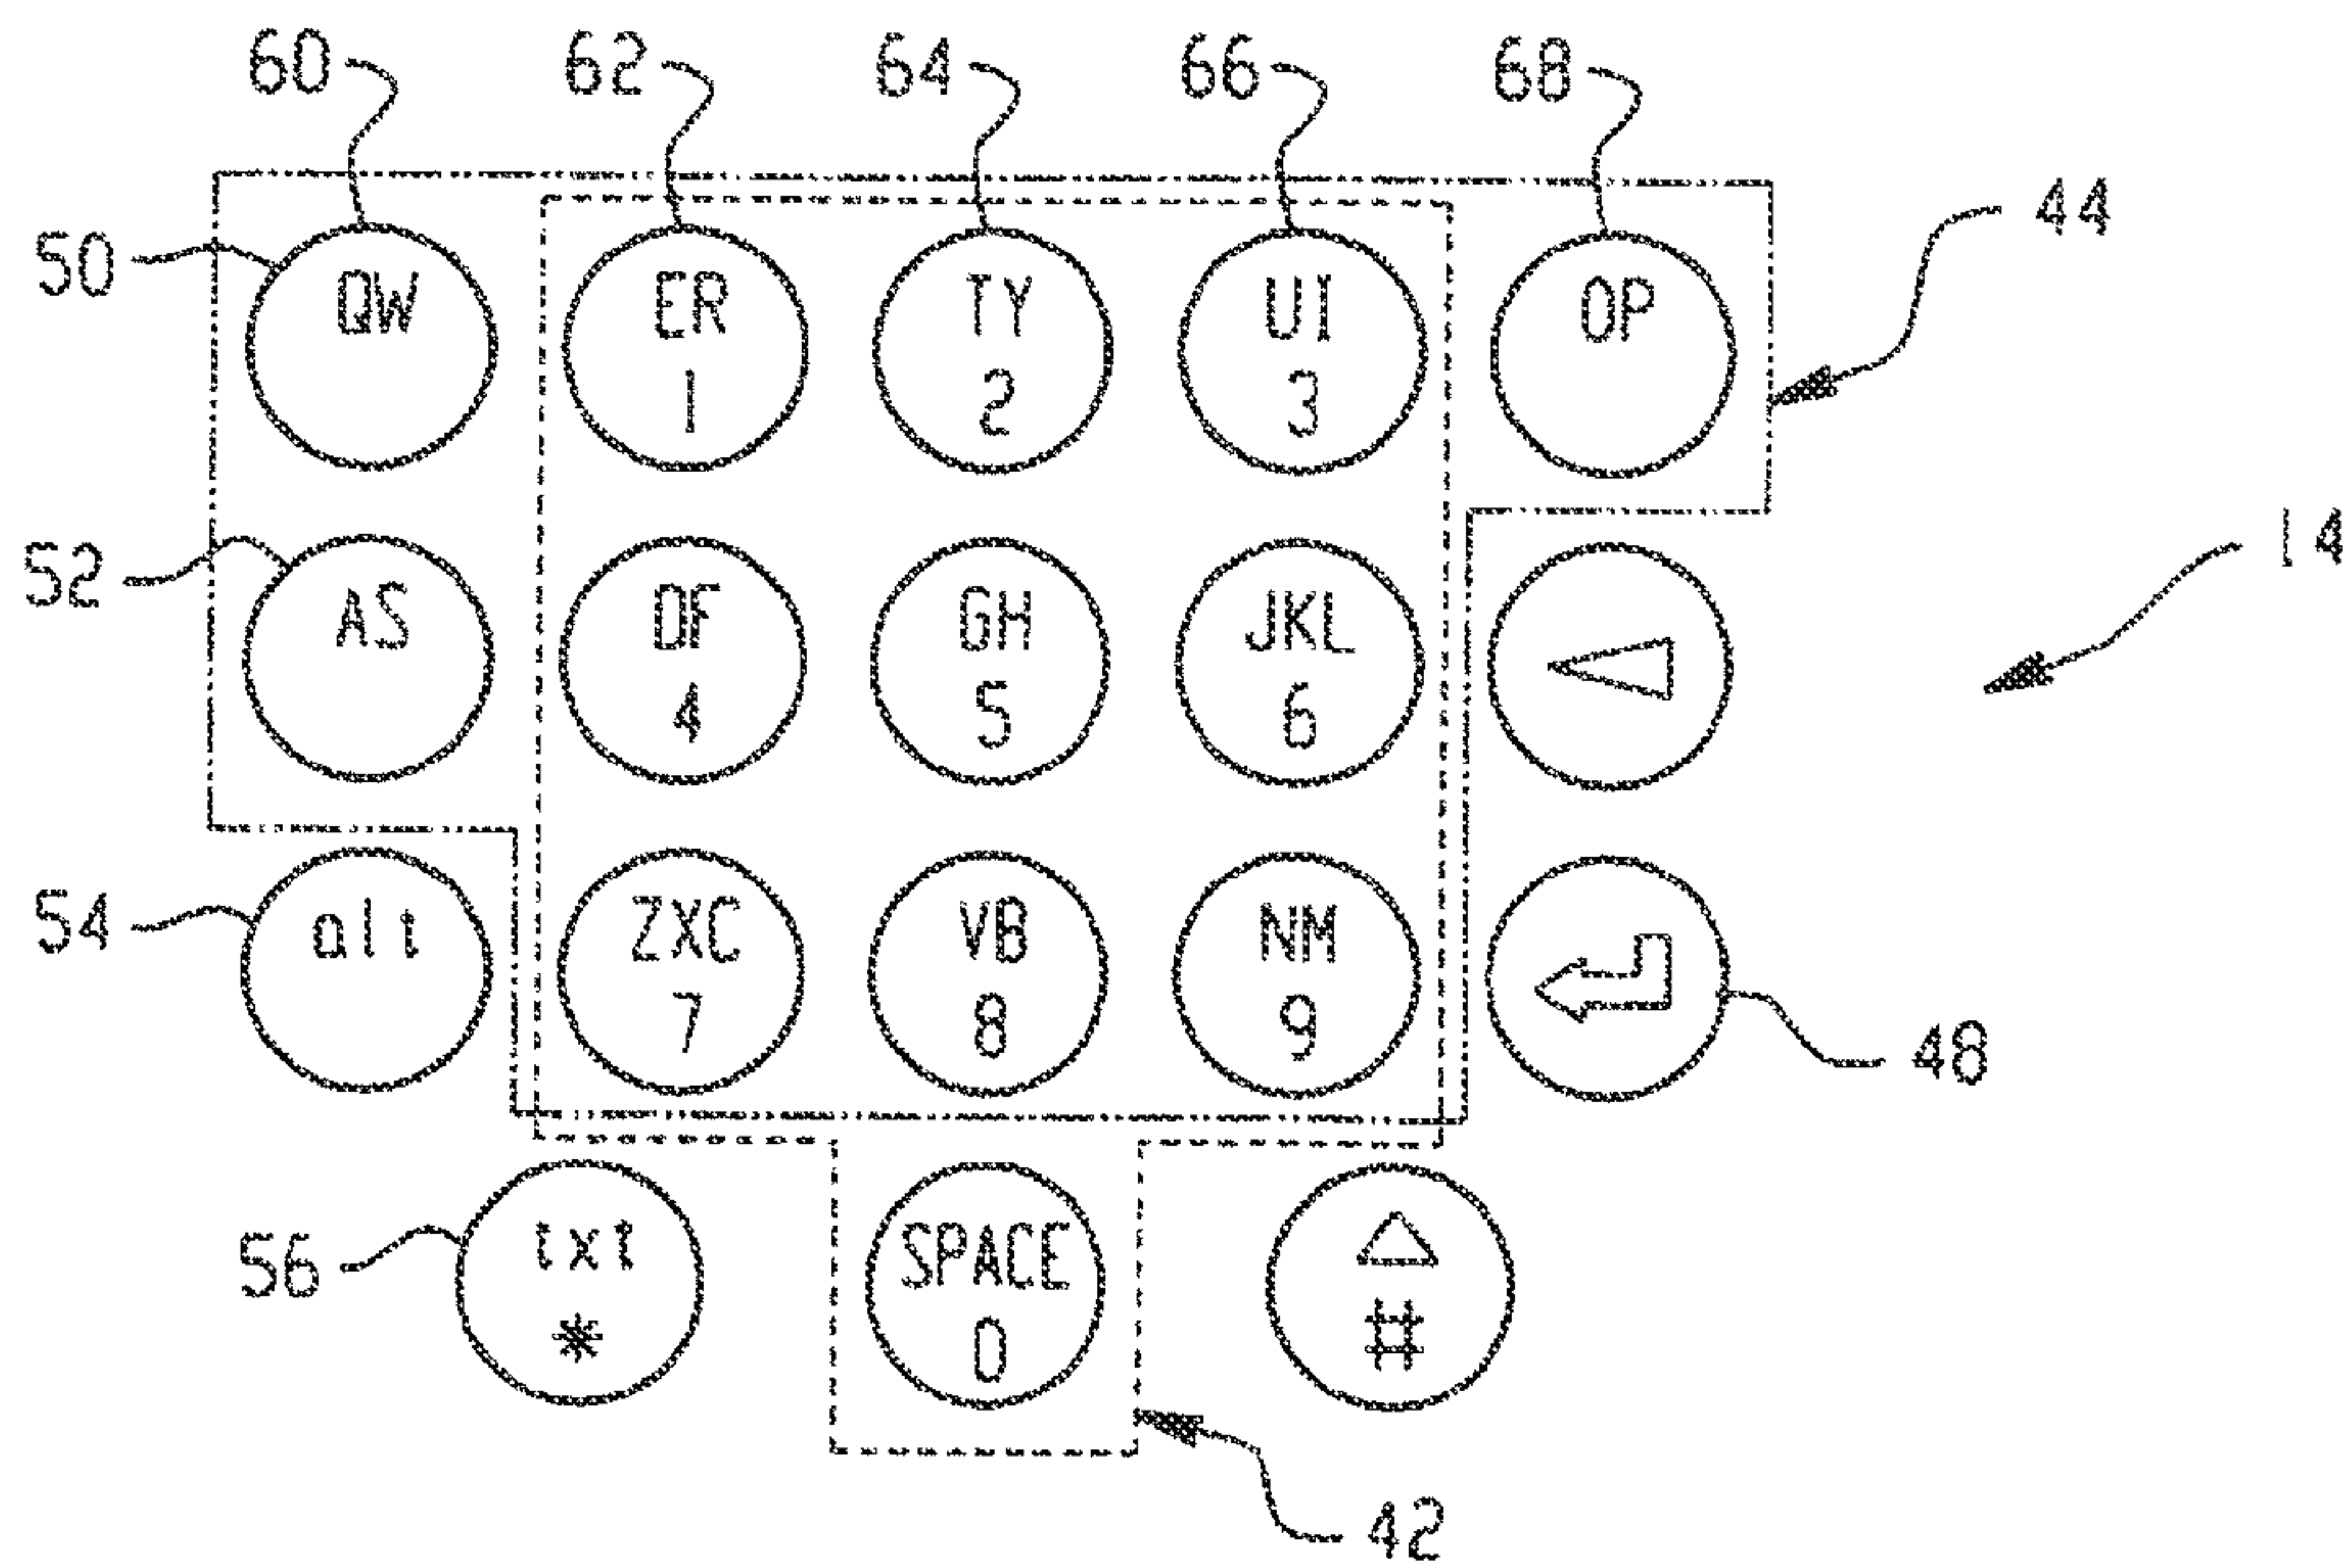 60 62 64 66 68
44
50 QW ER TY UI OP
1 2 3
14
52 AS DF GH JKL
4 5 6
54 alt ZXC VB NM
7 8 9
48
56 txt SPACE
* 0 #
42